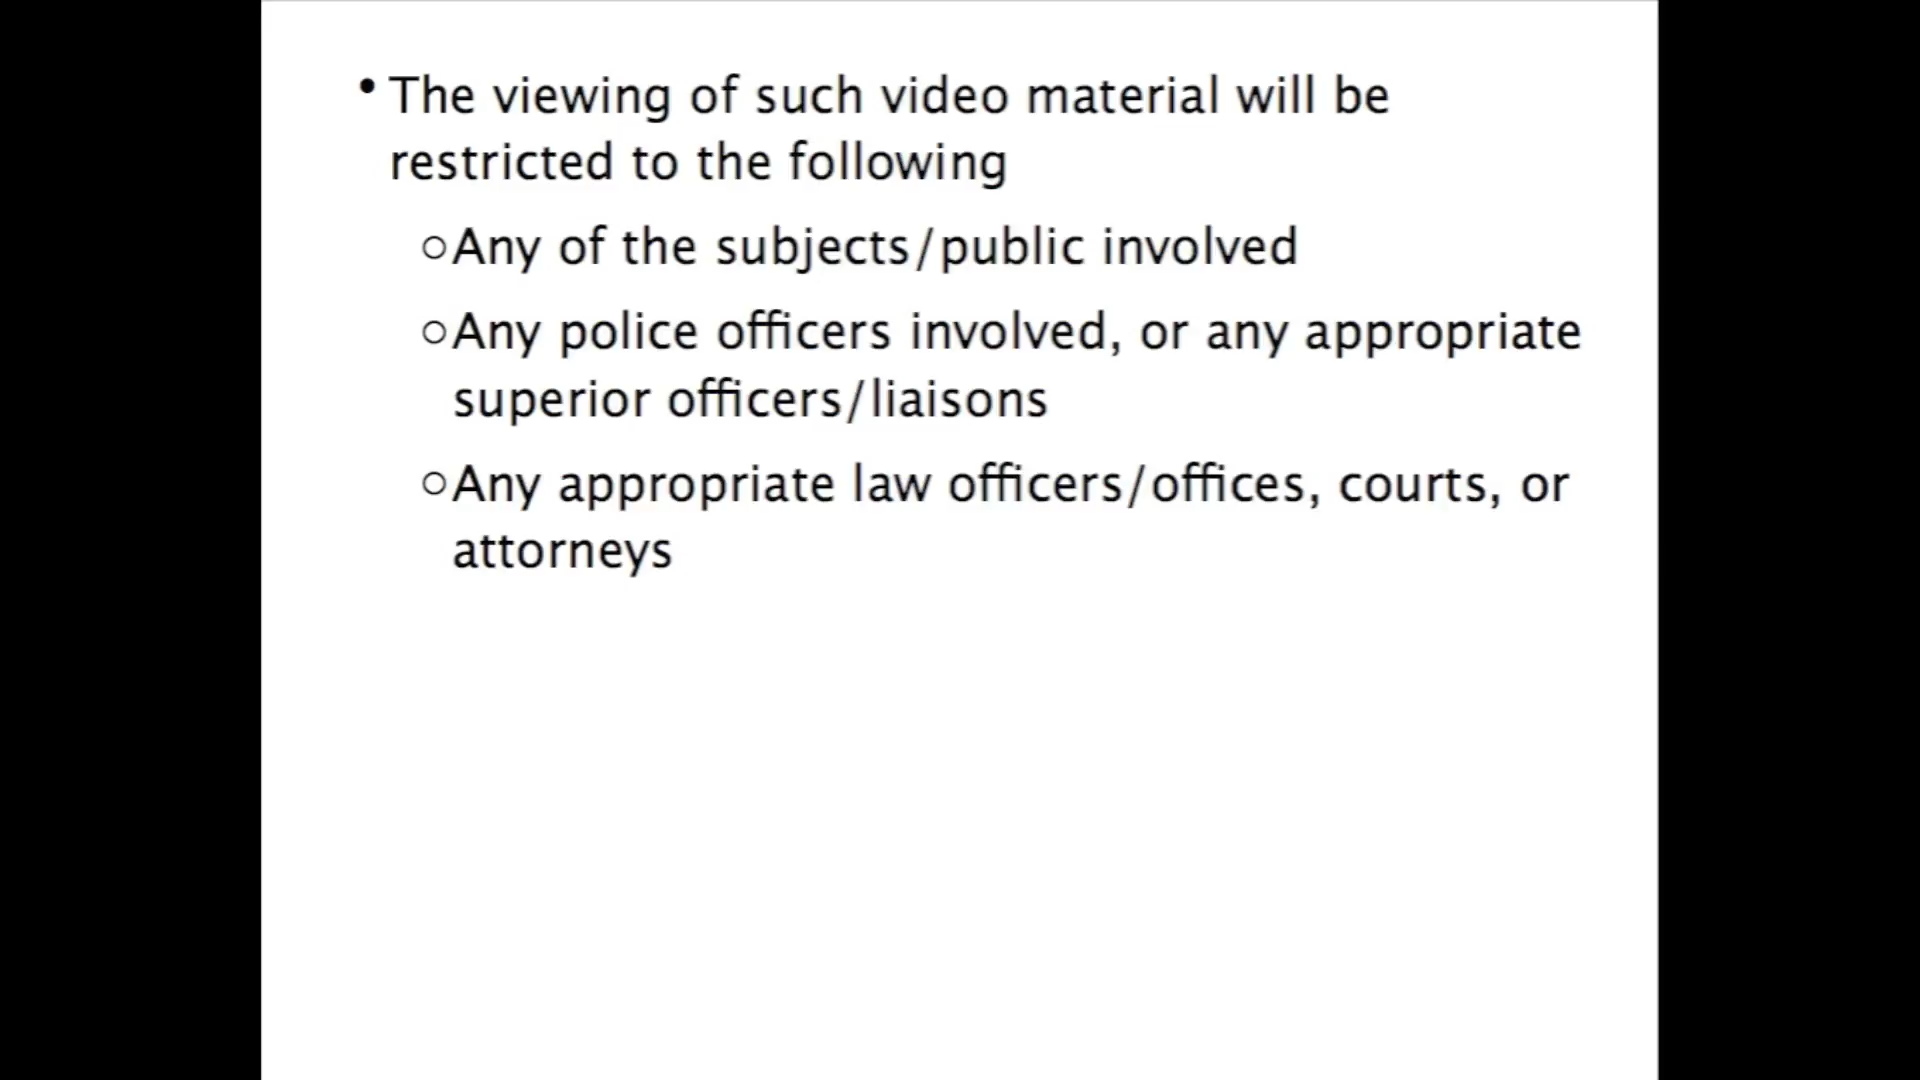 • The viewing of such video material will be
restricted to the following
○Any of the subjects/public involved
○Any police officers involved, or any appropriate
superior officers/liaisons
○Any appropriate law officers/offices, courts, or
attorneys